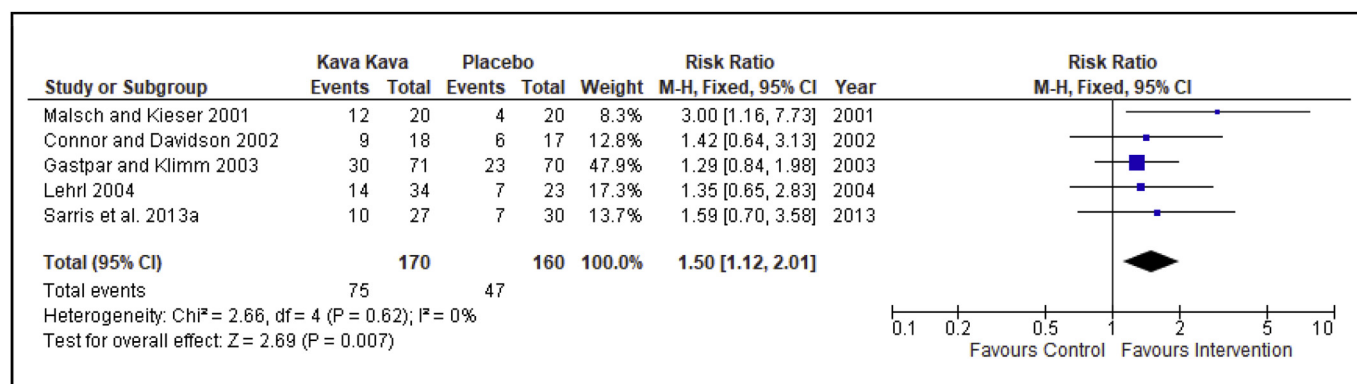 Kava Kava Placebo Risk Ratio Risk Ratio
Study or Subgroup Events Total Events Total Weight M-H, Fixed, 95% CI Year M-H, Fixed, 95% CI
Malsch and Kieser 2001 12 20 4 20 8.3% 3.00 [1.16, 7.73] 2001
Connor and Davidson 2002 9 18 6 17 12.8% 1.42 [0.64, 3.13] 2002
Gastpar and Klimm 2003 30 71 23 70 47.9% 1.29 [0.84, 1.98] 2003
Lehrl 2004 14 34 7 23 17.3% 1.35 [0.65, 2.83] 2004
Sarris et al. 2013a 10 27 7 30 13.7% 1.59 [0.70, 3.58] 2013
Total (95% CI) 170 160 100.0% 1.50 [1.12, 2.01]
Total events 75 47
Heterogeneity: Chi² = 2.66, df = 4 (P = 0.62); I² = 0%
Test for overall effect: Z = 2.69 (P = 0.007)
0.1 0.2 0.5 1 2 5 10
Favours Control Favours Intervention